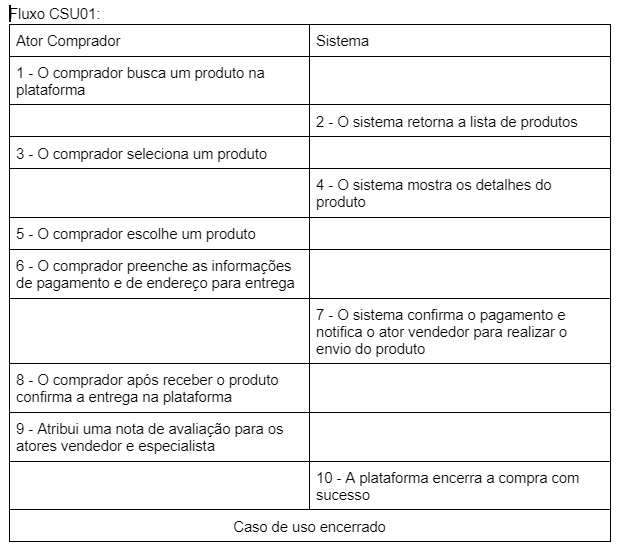 Fluxo CSU01:
Ator Comprador
Sistema
1 - O comprador busca um produto na
plataforma
2 - O sistema retorna a lista de produtos
3 - O comprador seleciona um produto
4 - O sistema mostra os detalhes do
produto
5 - O comprador escolhe um produto
6 - O comprador preenche as informações
de pagamento e de endereço para entrega
7 - O sistema confirma o pagamento e
notifica o ator vendedor para realizar o
envio do produto
8 - O comprador após receber o produto
confirma a entrega na plataforma
9 - Atribui uma nota de avaliação para os
atores vendedor e especialista
10 - A plataforma encerra a compra com
sucesso
Caso de uso encerrado